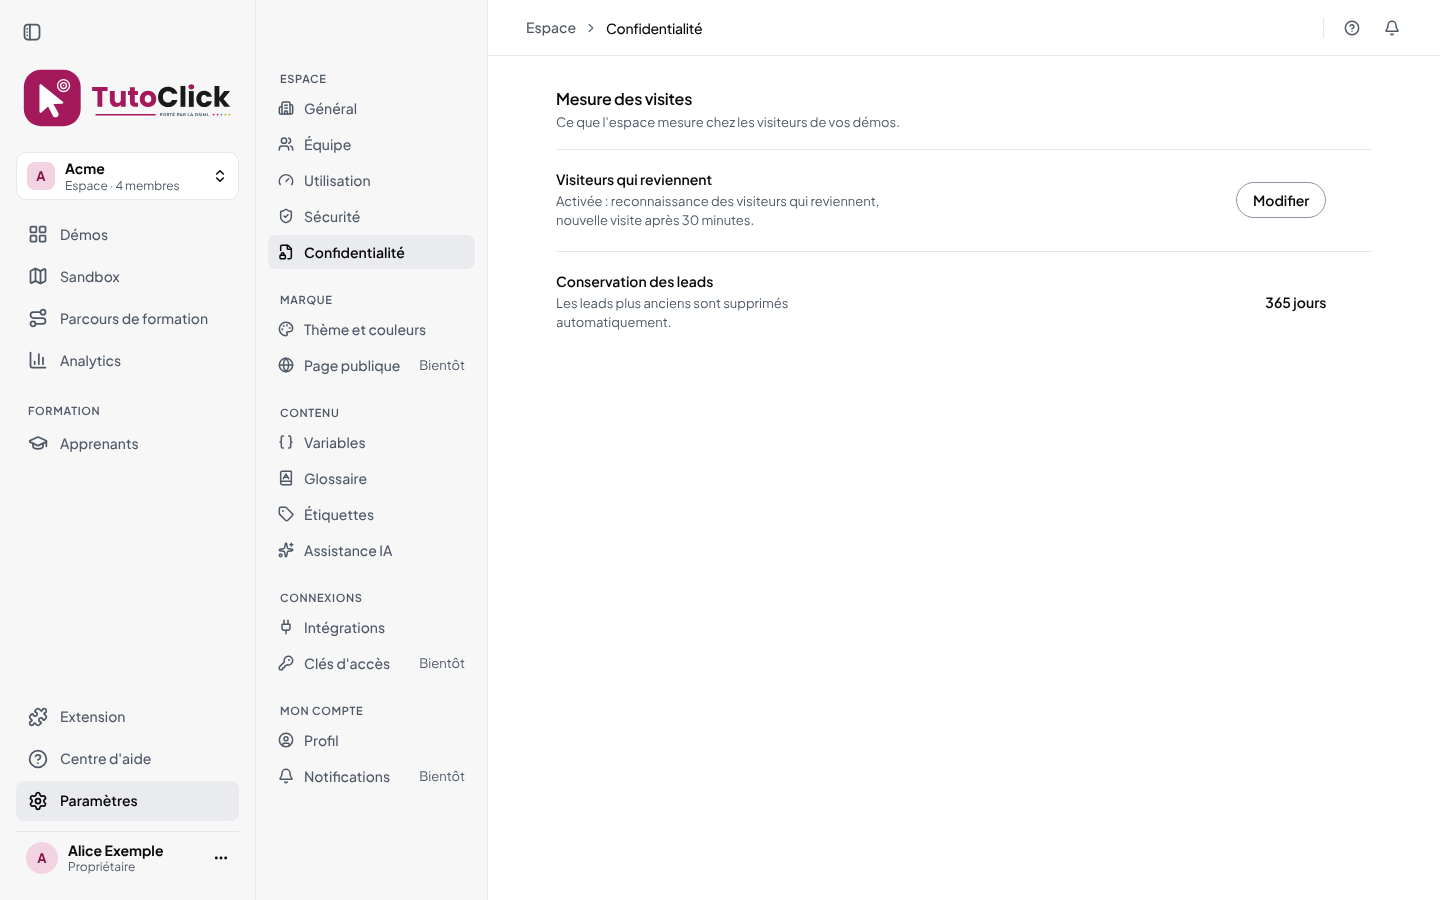 TutoClick
PORTÉ PAR LA DSIML
A
Acme
Espace · 4 membres
Démos
Sandbox
Parcours de formation
Analytics
FORMATION
Apprenants
Extension
Centre d'aide
Paramètres
A
Alice Exemple
Propriétaire
ESPACE
Général
Équipe
Utilisation
Sécurité
Confidentialité
MARQUE
Thème et couleurs
Page publique Bientôt
CONTENU
Variables
Glossaire
Étiquettes
Assistance IA
CONNEXIONS
Intégrations
Clés d'accès Bientôt
MON COMPTE
Profil
Notifications Bientôt
Espace > Confidentialité
Mesure des visites
Ce que l'espace mesure chez les visiteurs de vos démos.
Visiteurs qui reviennent
Activée : reconnaissance des visiteurs qui reviennent,
nouvelle visite après 30 minutes.
Modifier
Conservation des leads
Les leads plus anciens sont supprimés
automatiquement.
365 jours